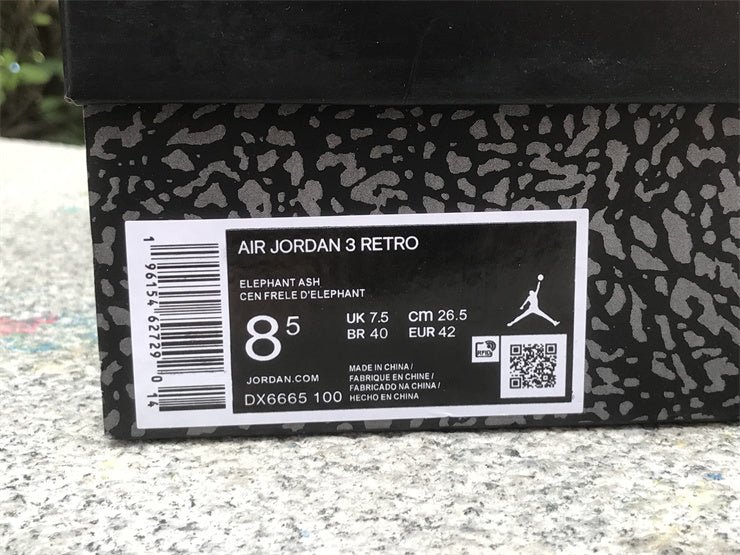 AIR JORDAN 3 RETRO
ELEPHANT ASH
CEN FRELE D'ELEPHANT
8 5
UK 7.5 cm 26.5
BR 40 EUR 42
RFID
JORDAN.COM
DX6665 100
MADE IN CHINA /
FABRIQUE EN CHINE /
FABRICADO NA CHINA /
HECHO EN CHINA
1 96154 62729 0 14